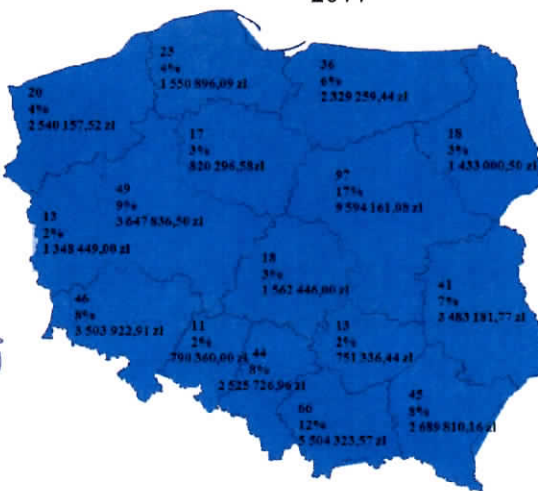 25
4%
1 550 896,09 zł
36
6%
2 329 259,44 zł
20
4%
2 540 157,52 zł
17
3%
820 296,58zł
18
3%
1 433 000,50 zł
97
17%
9 594 161,08 zł
49
9%
3 647 836,50 zł
13
2%
1 348 449,00 zł
18
3%
1 562 446,00 zł
41
7%
3 483 181,77 zł
46
8%
3 503 922,91 zł
11
2%
790 360,00 zł
44
8%
2 525 726,96 zł
13
2%
751 336,44 zł
66
12%
5 504 323,57 zł
45
8%
2 689 810,16 zł